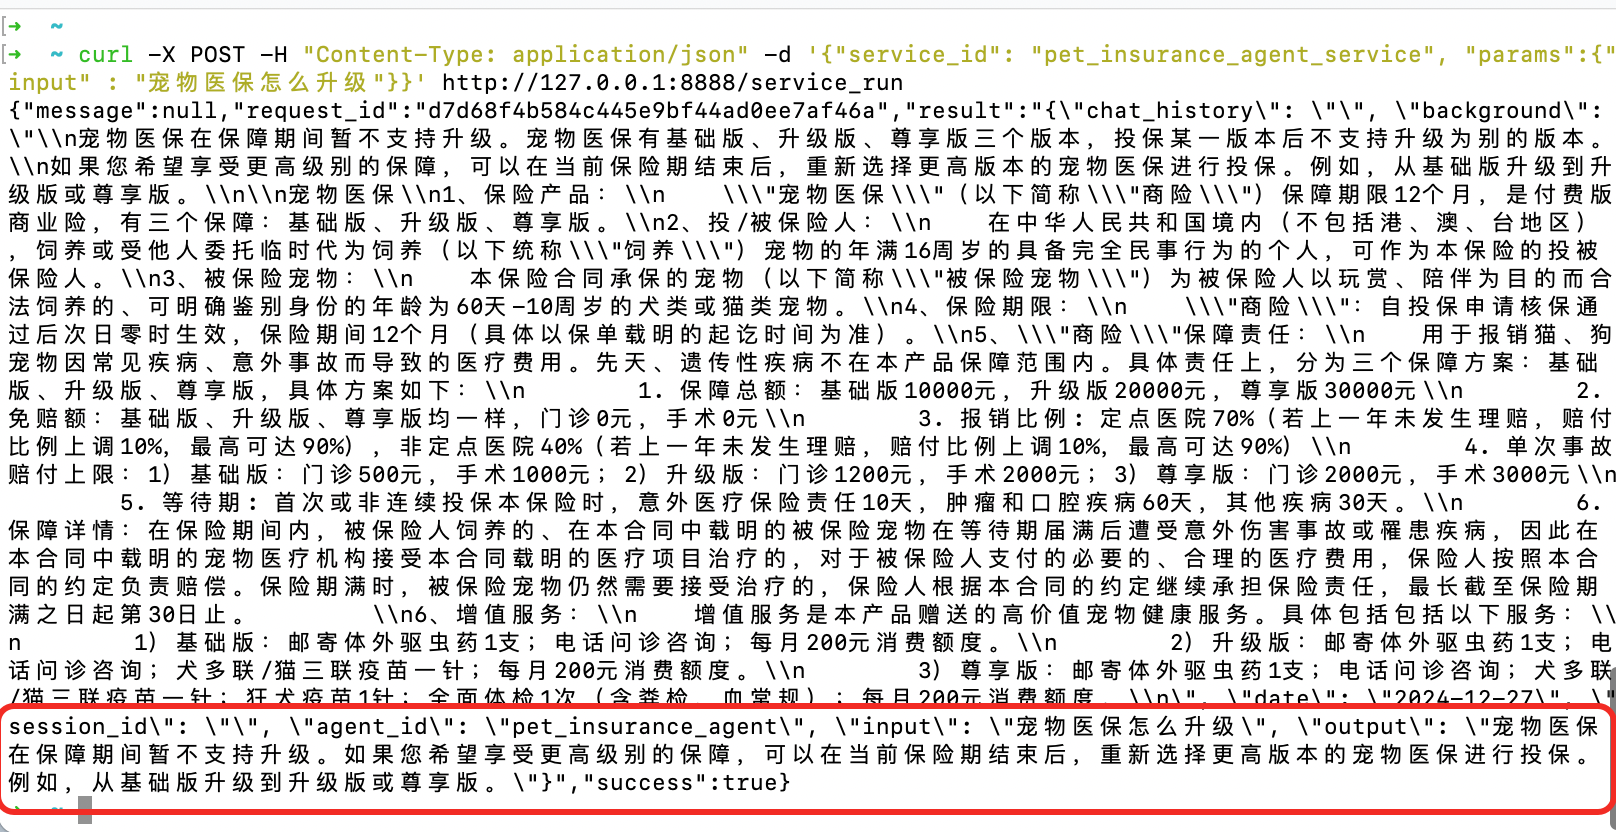 [➜  ~
[➜  ~ curl -X POST -H "Content-Type: application/json" -d '{"service_id": "pet_insurance_agent_service", "params":{"
input" : "宠物医保怎么升级"}}' http://127.0.0.1:8888/service_run
{"message":null,"request_id":"d7d68f4b584c445e9bf44ad0ee7af46a","result":"{\"chat_history\": \"\", \"background\":
\"\\n宠物医保在保障期间暂不支持升级。宠物医保有基础版、升级版、尊享版三个版本，投保某一版本后不支持升级为别的版本。
\\n如果您希望享受更高级别的保障，可以在当前保险期结束后，重新选择更高版本的宠物医保进行投保。例如，从基础版升级到升
级版或尊享版。\\n\\n宠物医保\\n1、保险产品：\\n    \\\"宠物医保\\\"（以下简称\\\"商险\\\"）保障期限12个月，是付费版
商业险，有三个保障：基础版、升级版、尊享版。\\n2、投/被保险人：\\n    在中华人民共和国境内（不包括港、澳、台地区）
，饲养或受他人委托临时代为饲养（以下统称\\\"饲养\\\"）宠物的年满16周岁的具备完全民事行为的个人，可作为本保险的投被
保险人。\\n3、被保险宠物：\\n    本保险合同承保的宠物（以下简称\\\"被保险宠物\\\"）为被保险人以玩赏、陪伴为目的而合
法饲养的、可明确鉴别身份的年龄为60天-10周岁的犬类或猫类宠物。\\n4、保险期限：\\n    \\\"商险\\\"：自投保申请核保通
过后次日零时生效，保险期间12个月（具体以保单载明的起讫时间为准）。\\n5、\\\"商险\\\"保障责任：\\n    用于报销猫、狗
宠物因常见疾病、意外事故而导致的医疗费用。先天、遗传性疾病不在本产品保障范围内。具体责任上，分为三个保障方案：基础
版、升级版、尊享版，具体方案如下：\\n        1. 保障总额：基础版10000元，升级版20000元，尊享版30000元\\n        2.
免赔额：基础版、升级版、尊享版均一样，门诊0元，手术0元\\n        3. 报销比例：定点医院70%（若上一年未发生理赔，赔付
比例上调10%，最高可达90%），非定点医院40%（若上一年未发生理赔，赔付比例上调10%，最高可达90%）\\n        4. 单次事故
赔付上限：1）基础版：门诊500元，手术1000元；2）升级版：门诊1200元，手术2000元；3）尊享版：门诊2000元，手术3000元\\n
        5. 等待期：首次或非连续投保本保险时，意外医疗保险责任10天，肿瘤和口腔疾病60天，其他疾病30天。\\n        6.
保障详情：在保险期间内，被保险人饲养的、在本合同中载明的被保险宠物在等待期届满后遭受意外伤害事故或罹患疾病，因此在
本合同中载明的宠物医疗机构接受本合同载明的医疗项目治疗的，对于被保险人支付的必要的、合理的医疗费用，保险人按照本合
同的约定负责赔偿。保险期满时，被保险宠物仍然需要接受治疗的，保险人根据本合同的约定继续承担保险责任，最长截至保险期
满之日起第30日止。        \\n6、增值服务：\\n    增值服务是本产品赠送的高价值宠物健康服务。具体包括包括以下服务：\\
n        1）基础版：邮寄体外驱虫药1支；电话问诊咨询；每月200元消费额度。\\n        2）升级版：邮寄体外驱虫药1支；电
话问诊咨询；犬多联/猫三联疫苗一针；每月200元消费额度。\\n        3）尊享版：邮寄体外驱虫药1支；电话问诊咨询；犬多联
/猫三联疫苗一针；狂犬疫苗1针；全面体检1次（含粪检、血常规）；每月200元消费额度。\\n\", \"date\": \"2024-12-27\", \"
session_id\": \"\", \"agent_id\": \"pet_insurance_agent\", \"input\": \"宠物医保怎么升级\", \"output\": \"宠物医保
在保障期间暂不支持升级。如果您希望享受更高级别的保障，可以在当前保险期结束后，重新选择更高版本的宠物医保进行投保。
例如，从基础版升级到升级版或尊享版。\"}","success":true}
➜  ~